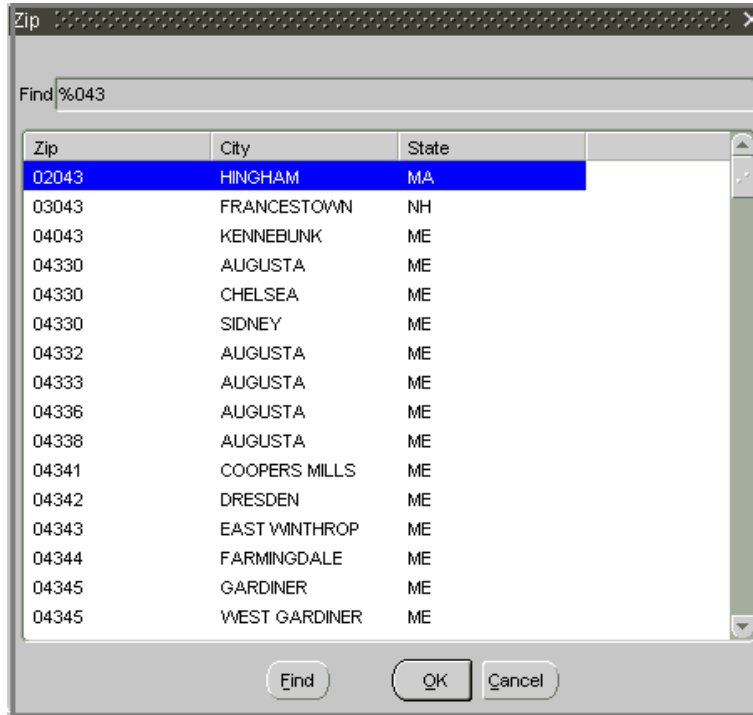 Zip
Find %043
Zip City State
02043 HINGHAM MA
03043 FRANCESTOWN NH
04043 KENNEBUNK ME
04330 AUGUSTA ME
04330 CHELSEA ME
04330 SIDNEY ME
04332 AUGUSTA ME
04333 AUGUSTA ME
04336 AUGUSTA ME
04338 AUGUSTA ME
04341 COOPERS MILLS ME
04342 DRESDEN ME
04343 EAST WINTHROP ME
04344 FARMINGDALE ME
04345 GARDINER ME
04345 WEST GARDINER ME
Find OK Cancel